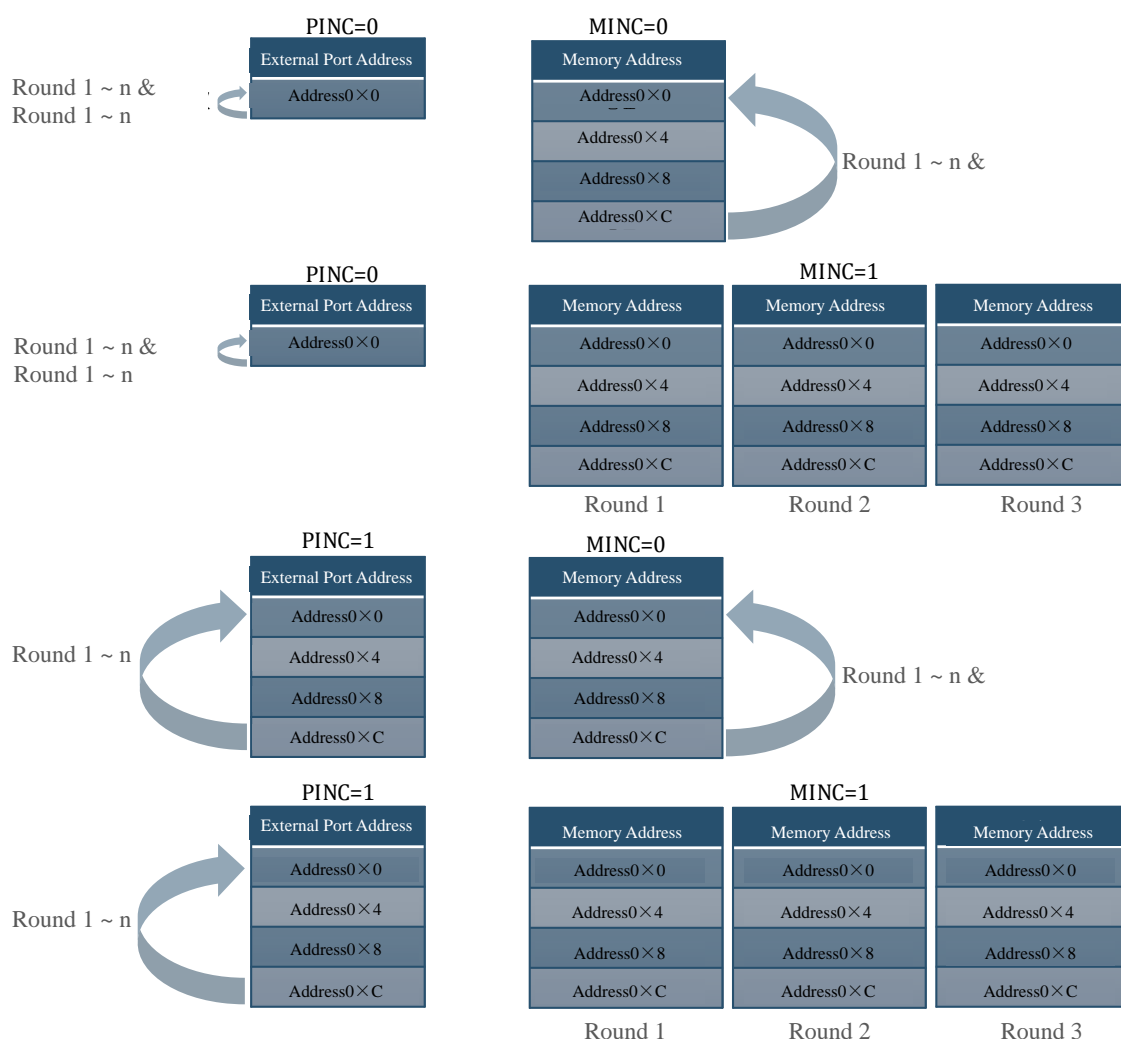 PINC=0
External Port Address
Address0×0
Round 1 ~ n &
Round 1 ~ n
MINC=0
Memory Address
Address0×0
Address0×4
Address0×8
Address0×C
Round 1 ~ n &
PINC=0
External Port Address
Address0×0
Round 1 ~ n &
Round 1 ~ n
MINC=1
Memory Address
Address0×0
Address0×4
Address0×8
Address0×C
Round 1
Memory Address
Address0×0
Address0×4
Address0×8
Address0×C
Round 2
Memory Address
Address0×0
Address0×4
Address0×8
Address0×C
Round 3
PINC=1
External Port Address
Address0×0
Address0×4
Address0×8
Address0×C
Round 1 ~ n
MINC=0
Memory Address
Address0×0
Address0×4
Address0×8
Address0×C
Round 1 ~ n &
PINC=1
External Port Address
Address0×0
Address0×4
Address0×8
Address0×C
Round 1 ~ n
MINC=1
Memory Address
Address0×0
Address0×4
Address0×8
Address0×C
Round 1
Memory Address
Address0×0
Address0×4
Address0×8
Address0×C
Round 2
Memory Address
Address0×0
Address0×4
Address0×8
Address0×C
Round 3